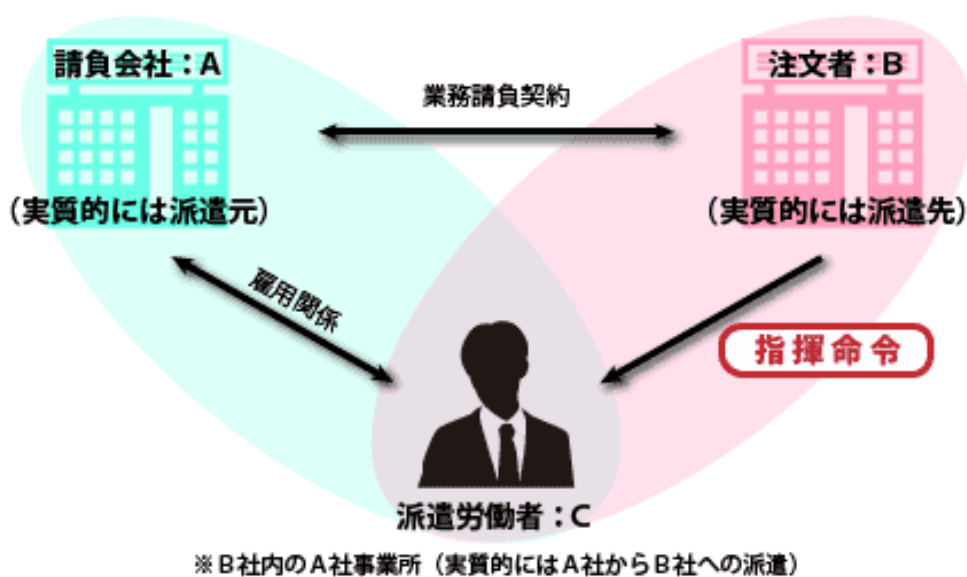 請負会社：A
注文者：B
業務請負契約
（実質的には派遣元）
（実質的には派遣先）
雇用関係
指揮命令
派遣労働者：C
※B社内のA社事業所（実質的にはA社からB社への派遣）